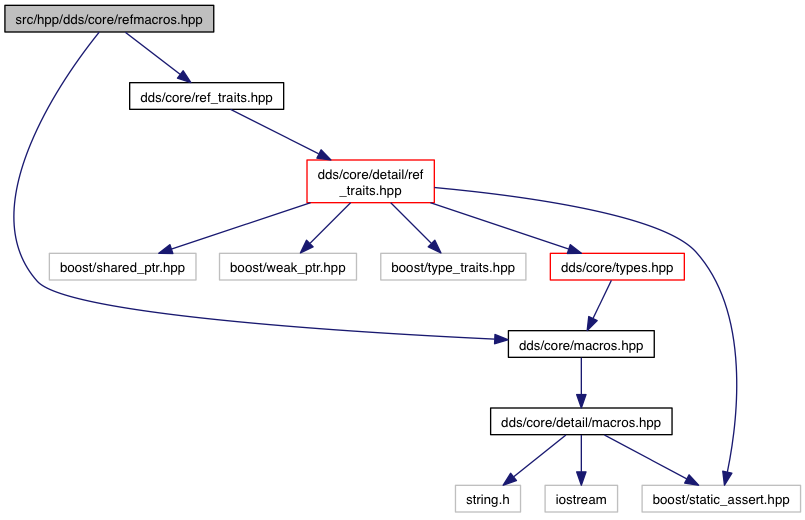 src/hpp/dds/core/refmacros.hpp
dds/core/ref_traits.hpp
dds/core/detail/ref
_traits.hpp
boost/shared_ptr.hpp
boost/weak_ptr.hpp
boost/type_traits.hpp
dds/core/types.hpp
dds/core/macros.hpp
dds/core/detail/macros.hpp
string.h
iostream
boost/static_assert.hpp